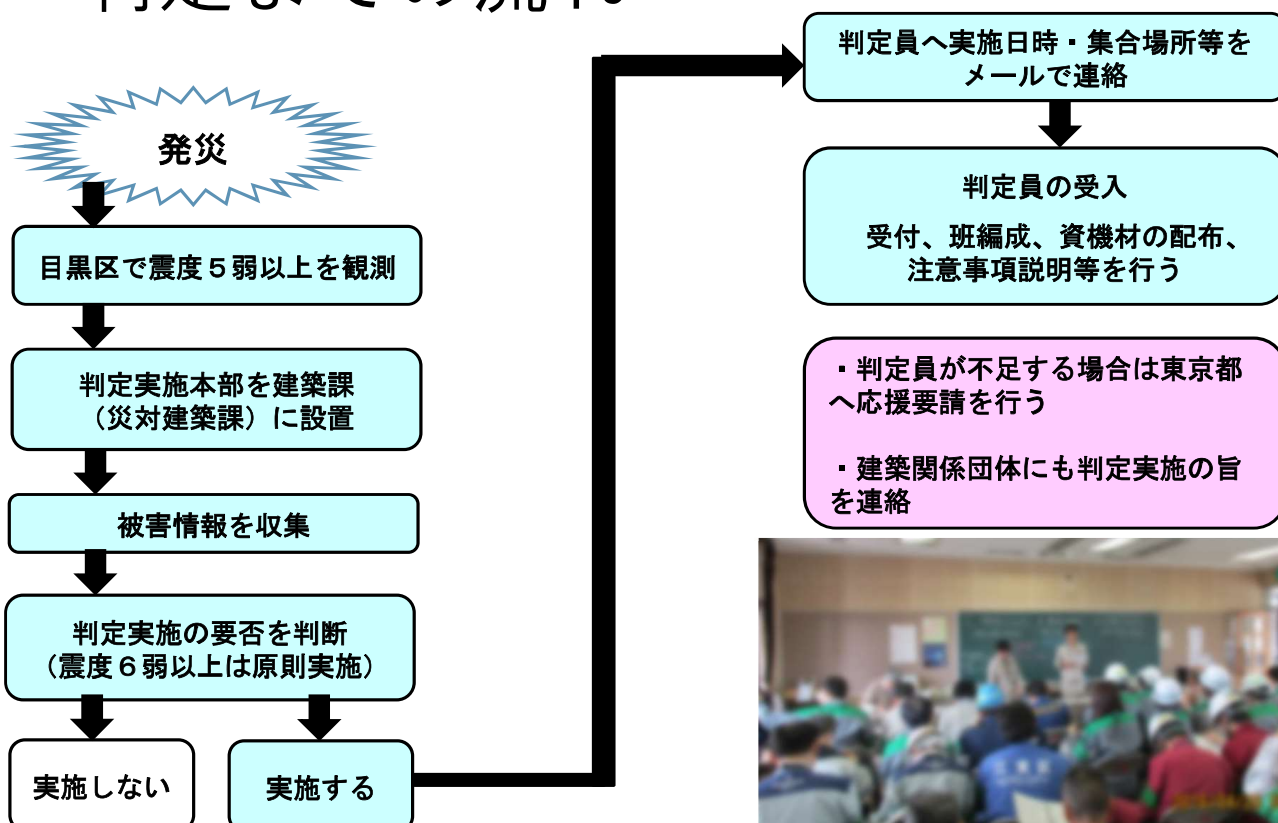 発災
目黒区で震度５弱以上を観測
判定実施本部を建築課
（災対建築課）に設置
被害情報を収集
判定実施の要否を判断
（震度６弱以上は原則実施）
実施しない
実施する
判定員へ実施日時・集合場所等を
メールで連絡
判定員の受入
受付、班編成、資機材の配布、
注意事項説明等を行う
・判定員が不足する場合は東京都
へ応援要請を行う
・建築関係団体にも判定実施の旨
を連絡